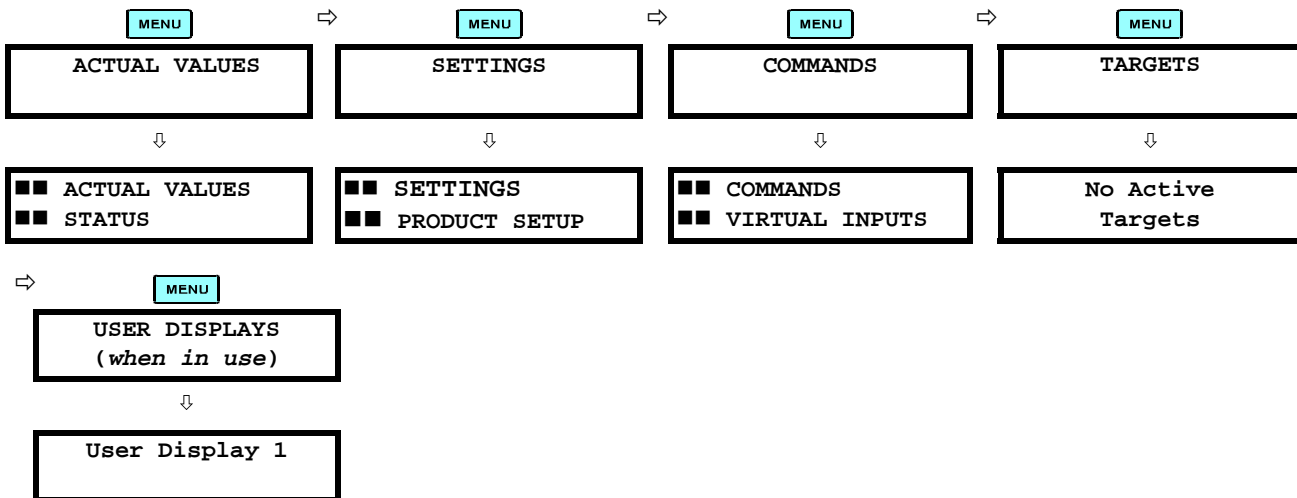 MENU ⇨ MENU ⇨ MENU ⇨ MENU
ACTUAL VALUES
SETTINGS
COMMANDS
TARGETS
⇩ ⇩ ⇩ ⇩
■■ ACTUAL VALUES
■■ STATUS
■■ SETTINGS
■■ PRODUCT SETUP
■■ COMMANDS
■■ VIRTUAL INPUTS
No Active
Targets
⇨ MENU
USER DISPLAYS
(when in use)
⇩
User Display 1